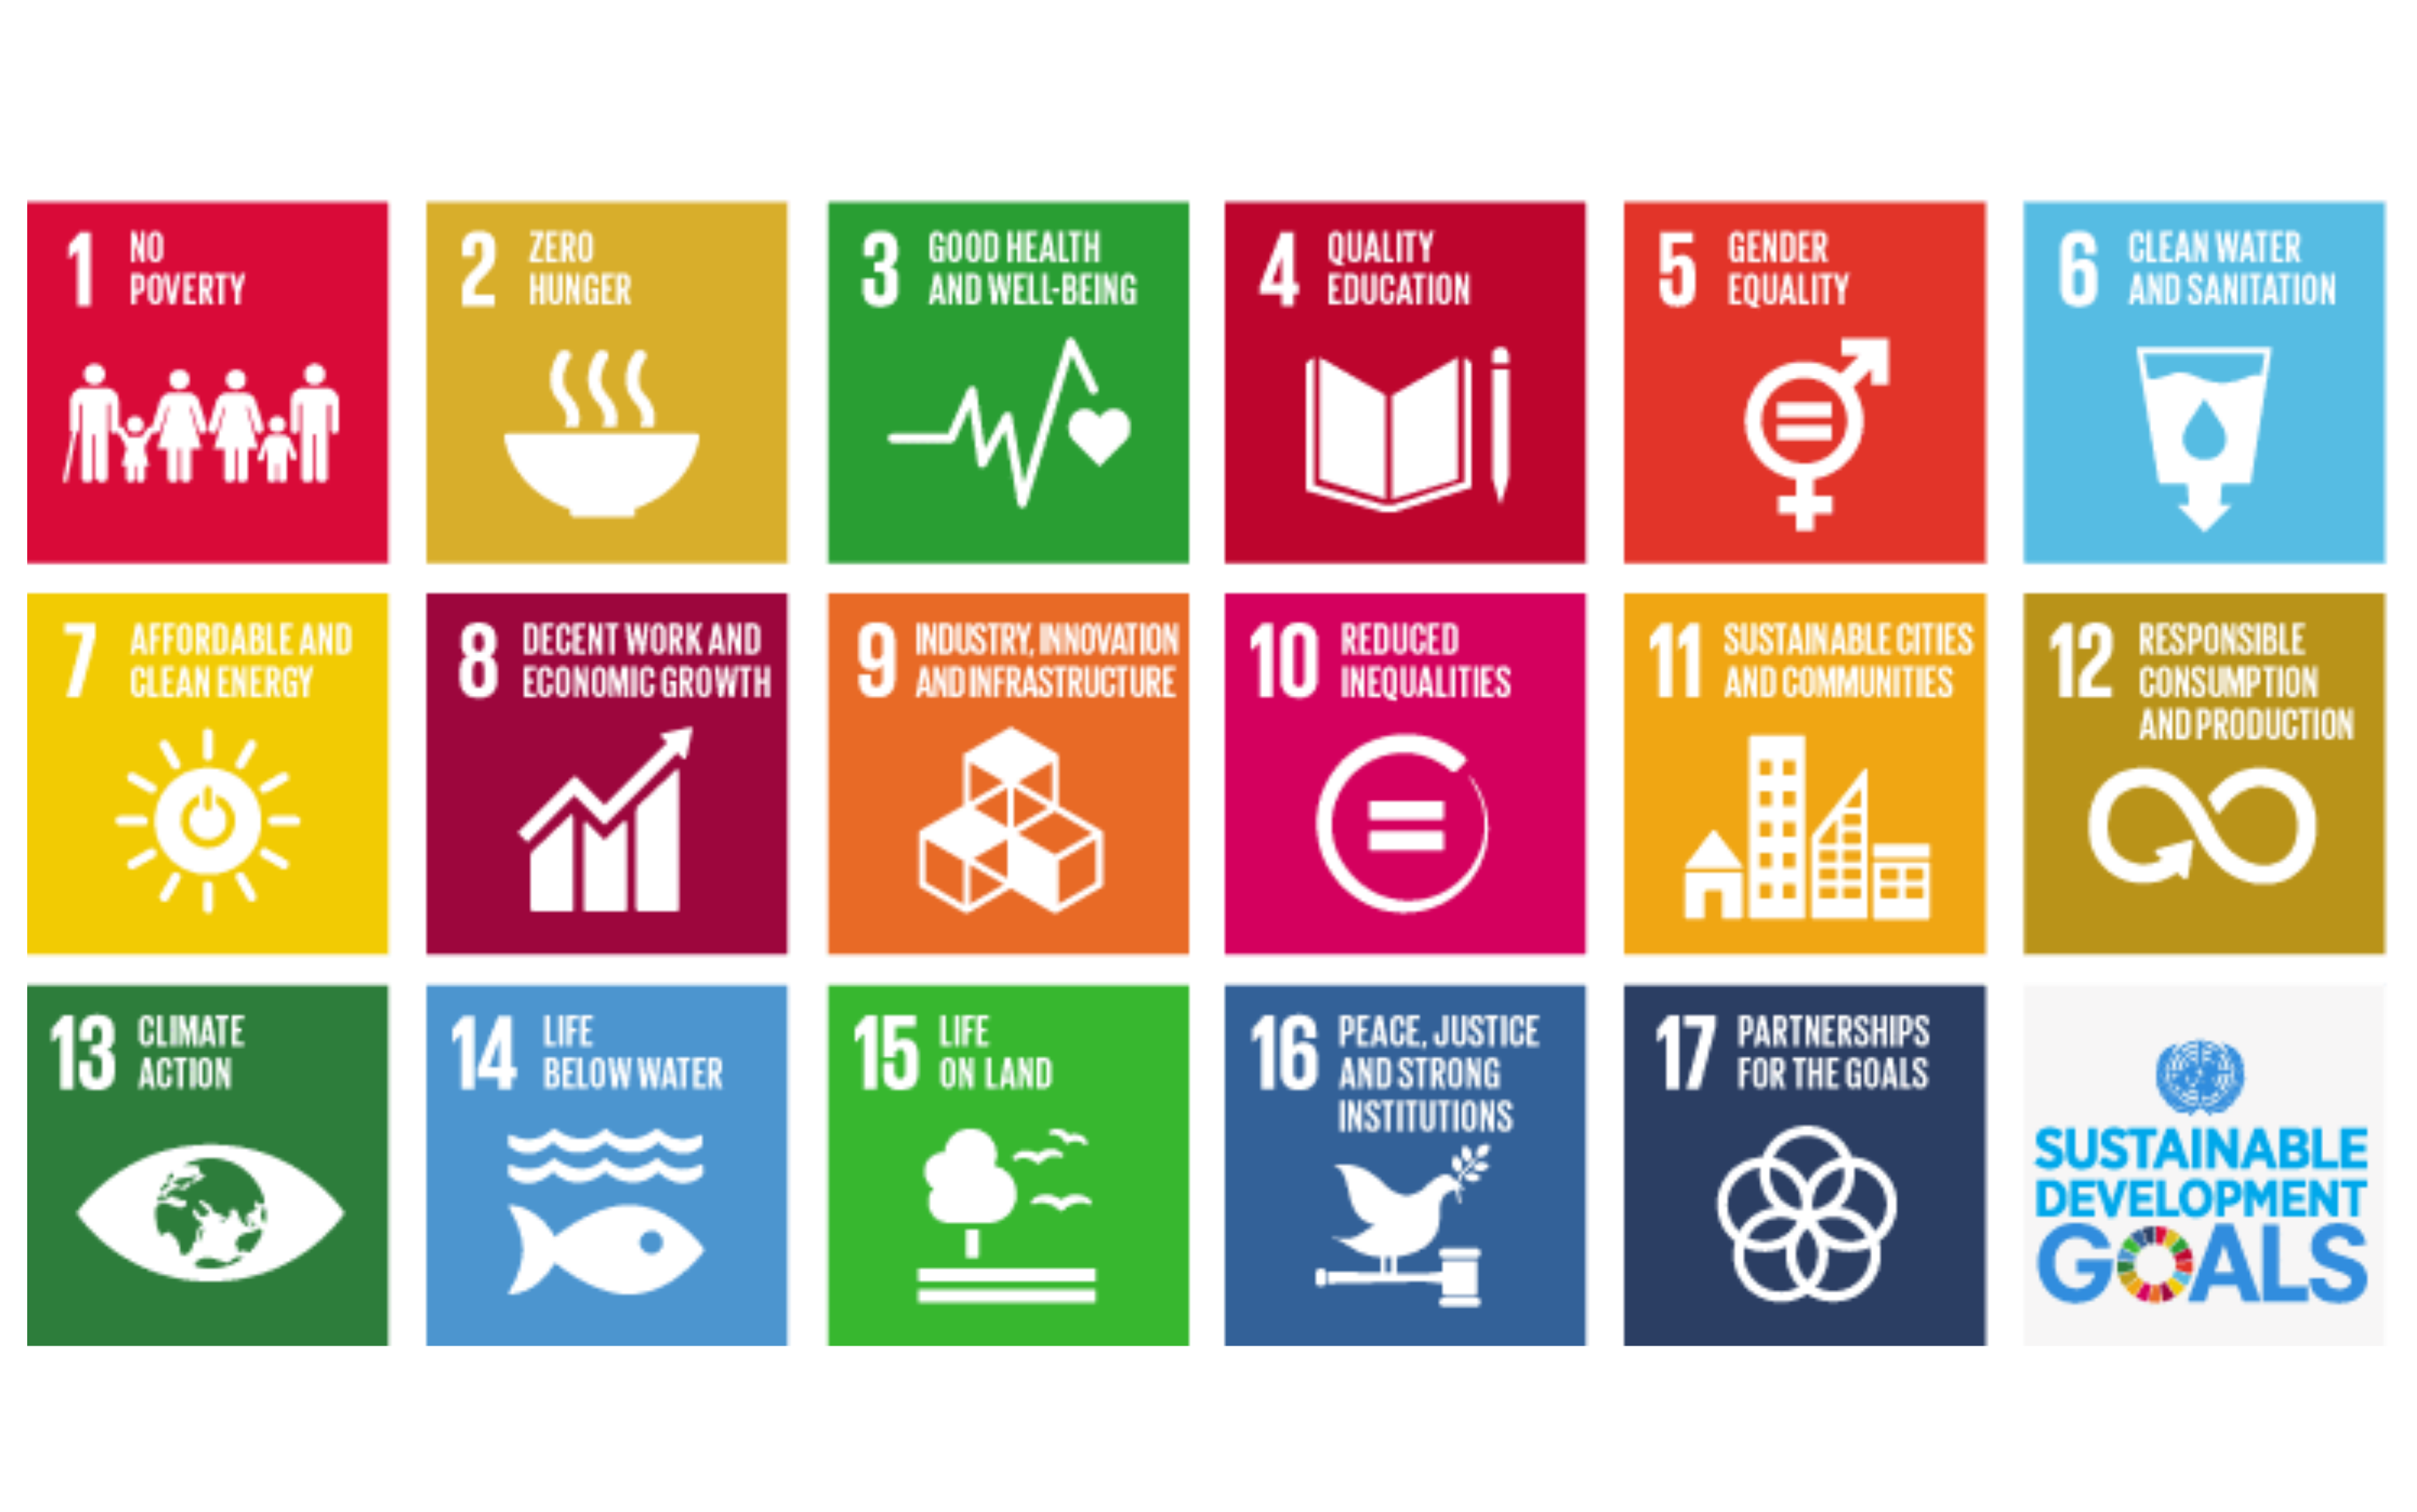 1 NO
POVERTY
2 ZERO
HUNGER
3 GOOD HEALTH
AND WELL-BEING
4 QUALITY
EDUCATION
5 GENDER
EQUALITY
6 CLEAN WATER
AND SANITATION
7 AFFORDABLE AND
CLEAN ENERGY
8 DECENT WORK AND
ECONOMIC GROWTH
9 INDUSTRY, INNOVATION
AND INFRASTRUCTURE
10 REDUCED
INEQUALITIES
11 SUSTAINABLE CITIES
AND COMMUNITIES
12 RESPONSIBLE
CONSUMPTION
AND PRODUCTION
13 CLIMATE
ACTION
14 LIFE
BELOW WATER
15 LIFE
ON LAND
16 PEACE, JUSTICE
AND STRONG
INSTITUTIONS
17 PARTNERSHIPS
FOR THE GOALS
SUSTAINABLE
DEVELOPMENT
GOALS